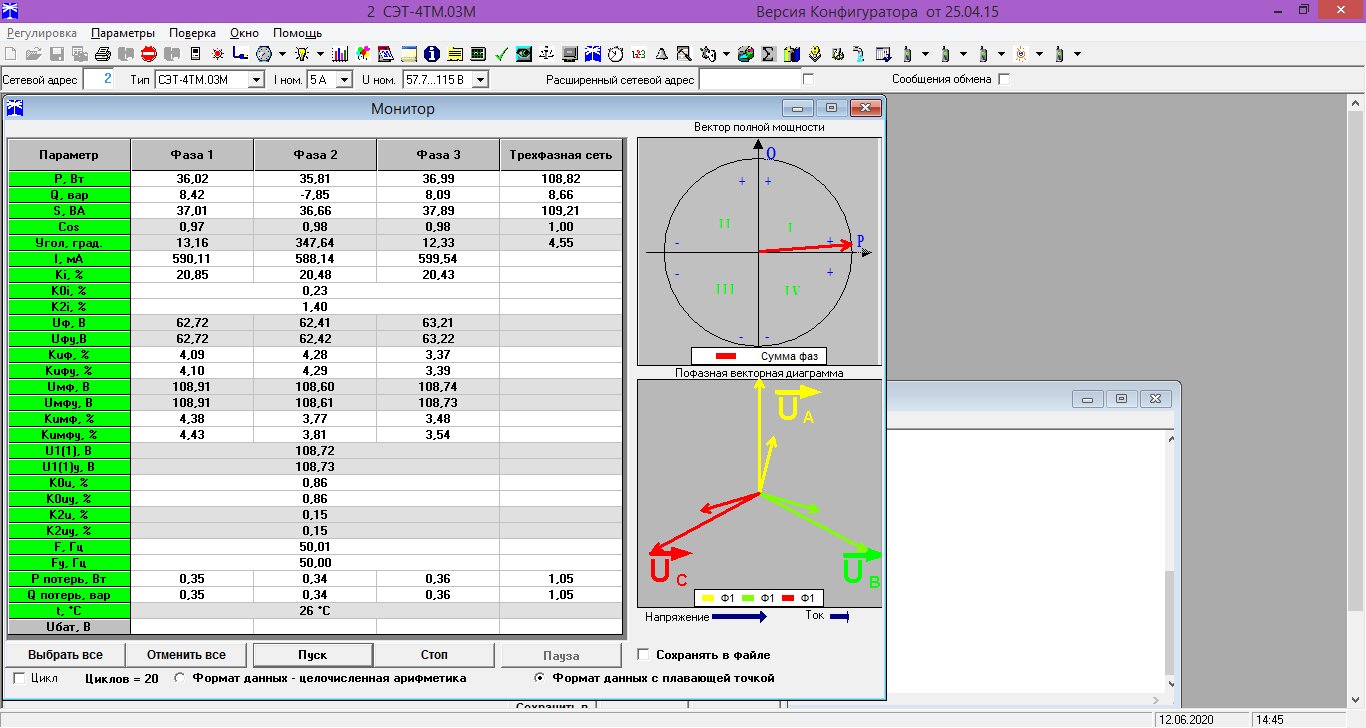 2 СЭТ-4ТМ.03М Версия Конфигуратора от 25.04.15
Регулировка Параметры Поверка Окно Помощь
Сетевой адрес 2 Тип СЭТ-4ТМ.03М I ном. 5 А U ном. 57.7...115 В Расширенный сетевой адрес Сообщения обмена
Монитор
Параметр Фаза 1 Фаза 2 Фаза 3 Трехфазная сеть
P, Вт 36,02 35,81 36,99 108,82
Q, вар 8,42 -7,85 8,09 8,66
S, ВА 37,01 36,66 37,89 109,21
Cos 0,97 0,98 0,98 1,00
Угол, град. 13,16 347,64 12,33 4,55
I, мА 590,11 588,14 599,54
Ki, % 20,85 20,48 20,43
K0i, % 0,23
K2i, % 1,40
Uф, В 62,72 62,41 63,21
Uфу,В 62,72 62,42 63,22
Kuф, % 4,09 4,28 3,37
Kuфу, % 4,10 4,29 3,39
Uмф, В 108,91 108,60 108,74
Uмфу, В 108,91 108,61 108,73
Kuмф, % 4,38 3,77 3,48
Kuмфу, % 4,43 3,81 3,54
U1(1), В 108,72
U1(1)у, В 108,73
K0u, % 0,86
K0uy, % 0,86
K2u, % 0,15
K2uy, % 0,15
F, Гц 50,01
Fy, Гц 50,00
P потерь, Вт 0,35 0,34 0,36 1,05
Q потерь, вар 0,35 0,34 0,36 1,05
t, °C 26 °C
Uбат, В
Вектор полной мощности
Q
+ +
II I
- + P
- +
III IV
- -
Сумма фаз
Пофазная векторная диаграмма
U A
U C
U B
Ф1 Ф1 Ф1
Напряжение Ток
Выбрать все Отменить все Пуск Стоп Пауза Сохранять в файле
Цикл Циклов = 20 Формат данных - целочисленная арифметика Формат данных с плавающей точкой
Сохранить в
12.06.2020 14:45